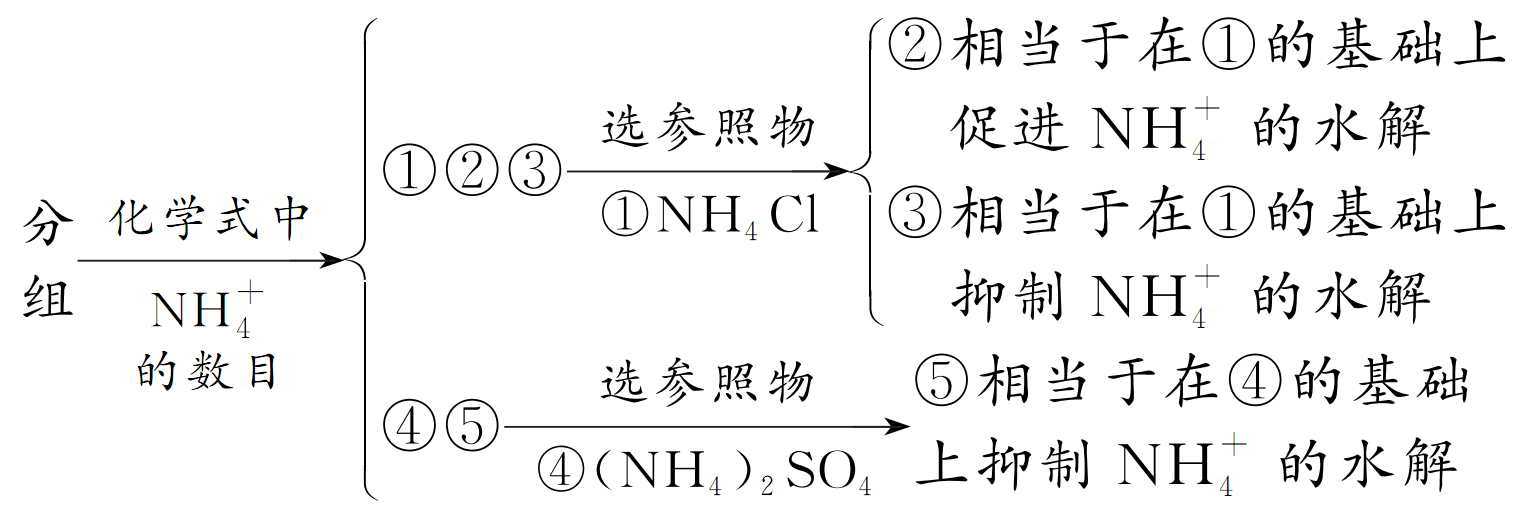 分组
化学式中
NH₄⁺
的数目
①②③
选参照物
①NH₄Cl
②相当于在①的基础上
促进 NH₄⁺ 的水解
③相当于在①的基础上
抑制 NH₄⁺ 的水解
④⑤
选参照物
④(NH₄)₂SO₄
⑤相当于在④的基础
上抑制 NH₄⁺ 的水解